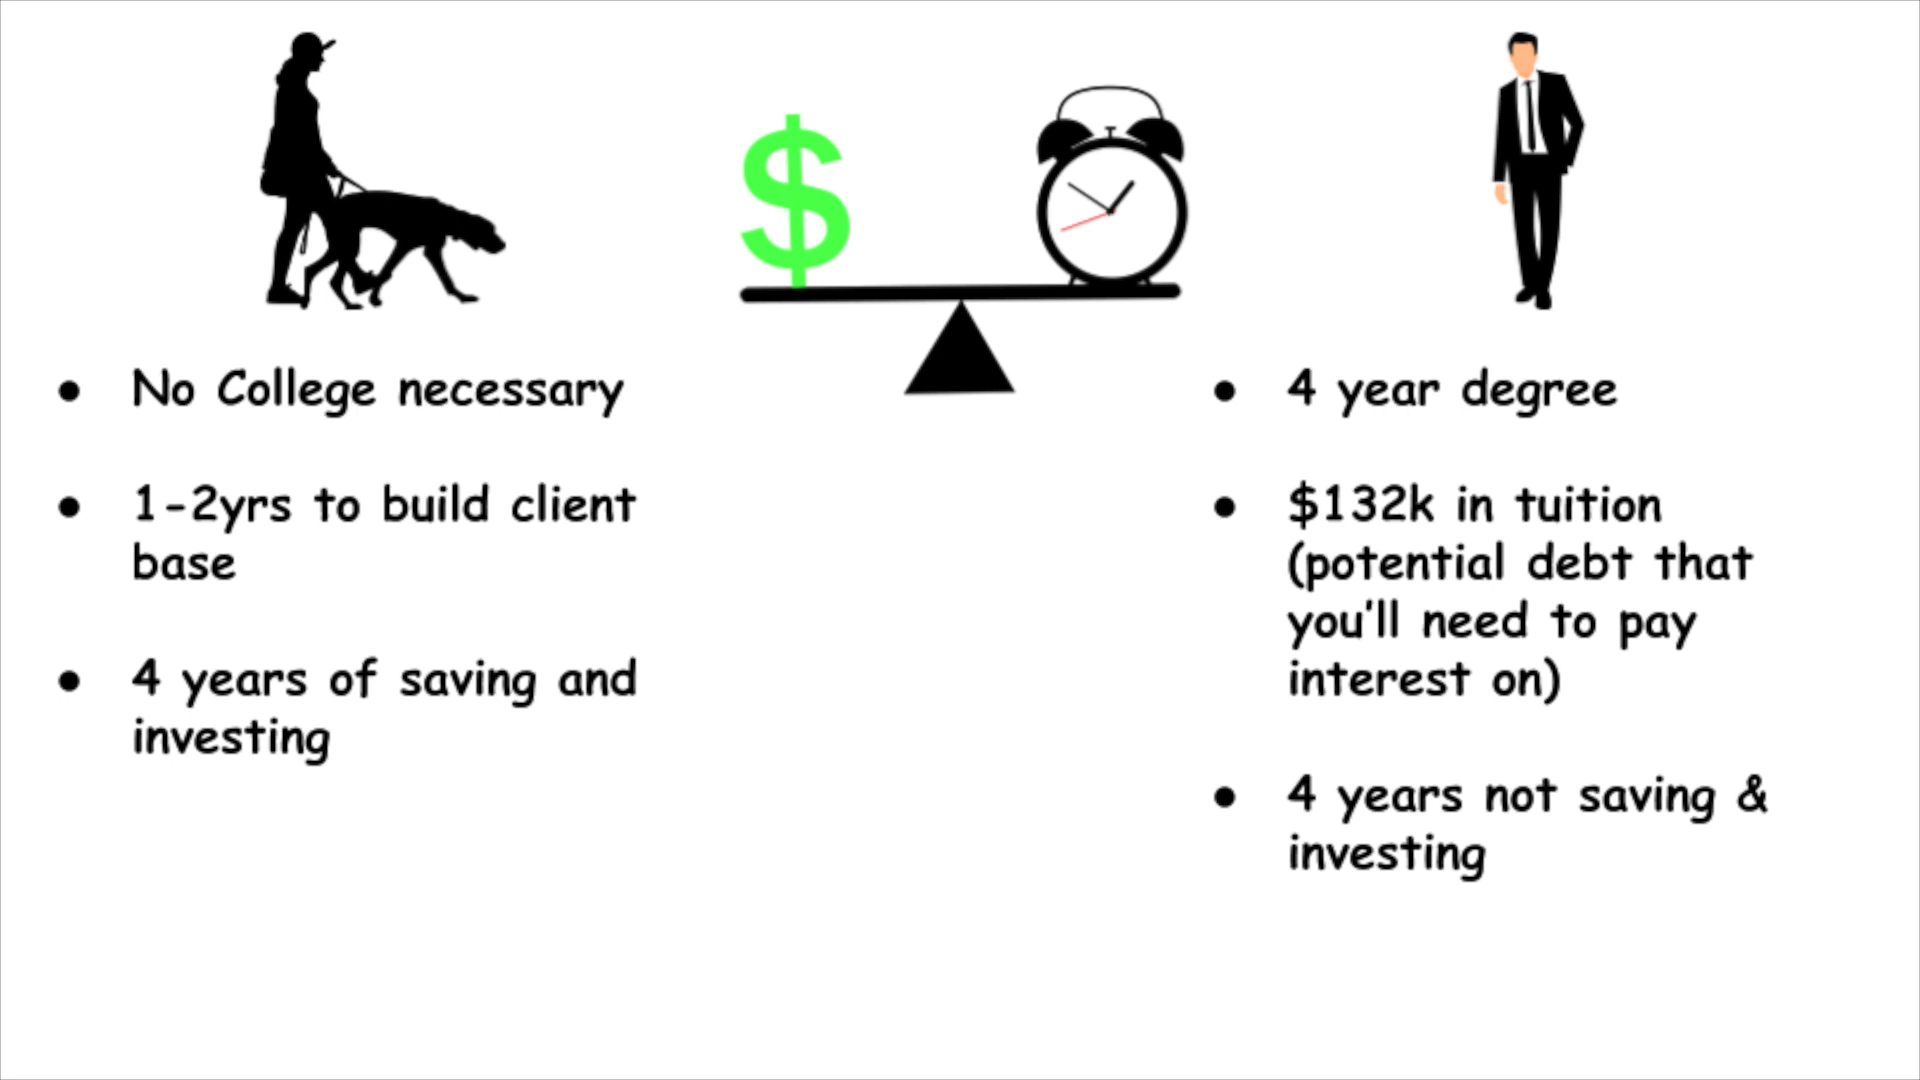 $
• No College necessary
• 1-2yrs to build client
base
• 4 years of saving and
investing
• 4 year degree
• $132k in tuition
(potential debt that
you'll need to pay
interest on)
• 4 years not saving &
investing